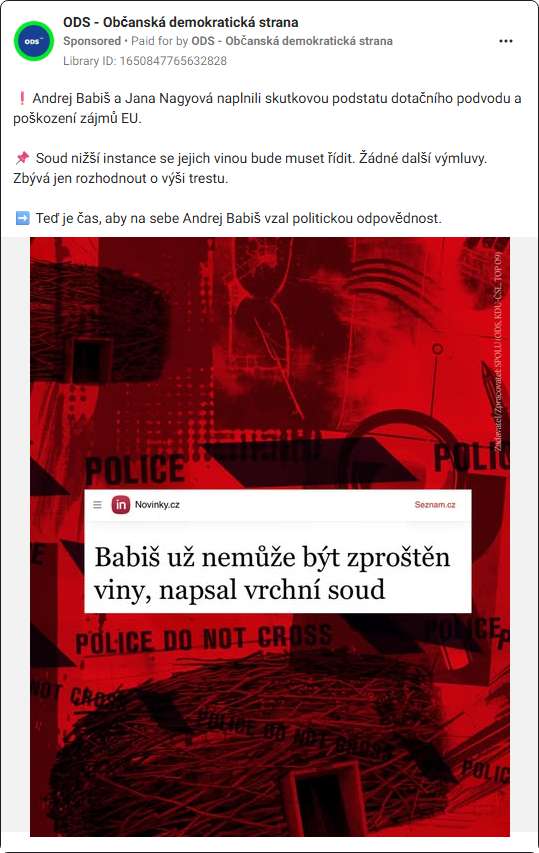 ODS - Občanská demokratická strana
Sponsored • Paid for by ODS - Občanská demokratická strana
Library ID: 1650847765632828
❗ Andrej Babiš a Jana Nagyová naplnili skutkovou podstatu dotačního podvodu a
poškození zájmů EU.
📌 Soud nižší instance se jejich vinou bude muset řídit. Žádné další výmluvy.
Zbývá jen rozhodnout o výši trestu.
➡️ Teď je čas, aby na sebe Andrej Babiš vzal politickou odpovědnost.
Zadavatel/Zpracovatel: SPOLU (ODS, KDU-ČSL, TOP 09)
POLICE
POLIC
in Novinky.cz
Seznam.cz
Babiš už nemůže být zproštěn
viny, napsal vrchní soud
POLICE DO NOT CROSS
POLICE
NOT CROSS
POLICE DO NOT CROSS
POLIC